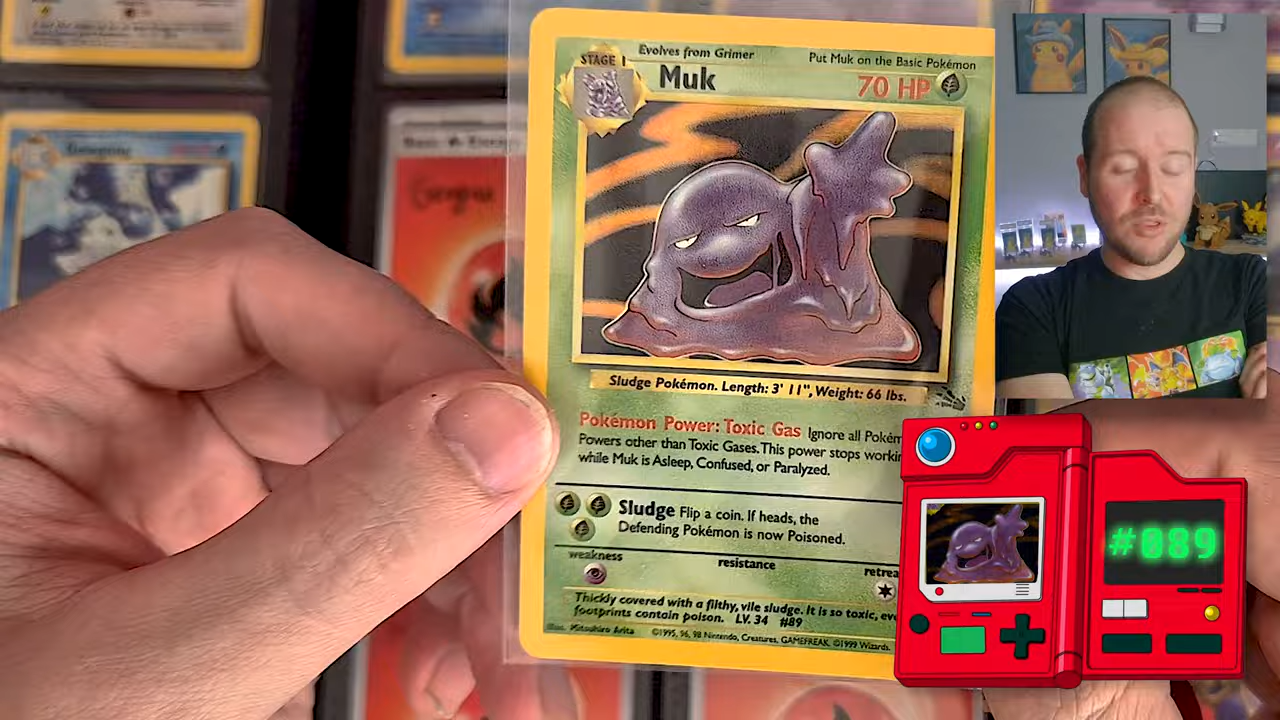 Evolves from Grimer
Put Muk on the Basic Pokémon
STAGE 1
Muk
70 HP
Sludge Pokémon. Length: 3' 11", Weight: 66 lbs.
Pokémon Power: Toxic Gas Ignore all Pokém
Powers other than Toxic Gases. This power stops workin
while Muk is Asleep, Confused, or Paralyzed.
Sludge Flip a coin. If heads, the
Defending Pokémon is now Poisoned.
weakness
resistance
retrea
Thickly covered with a filthy, vile sludge. It is so toxic, eve
footprints contain poison. LV. 34 #89
Illus. Mitsuhiro Arita ©1995, 96, 98 Nintendo, Creatures, GAMEFREAK. ©1999 Wizards.
#089